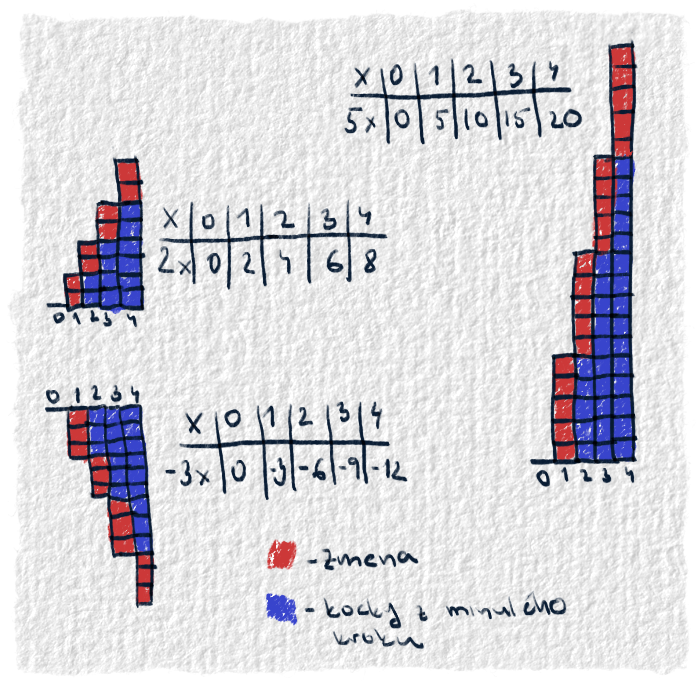 x 0 1 2 3 4
5x 0 5 10 15 20
x 0 1 2 3 4
2x 0 2 4 6 8
0 1 2 3 4
0 1 2 3 4
x 0 1 2 3 4
-3x 0 -3 -6 -9 -12
0 1 2 3 4
- zmena
- kocky z minulého
kroku